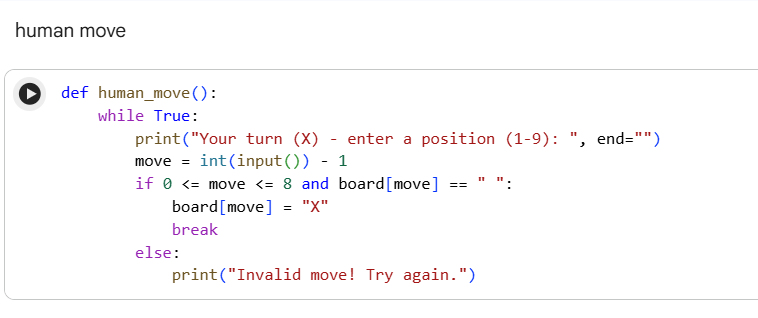 human move
def human_move():
    while True:
        print("Your turn (X) - enter a position (1-9): ", end="")
        move = int(input()) - 1
        if 0 <= move <= 8 and board[move] == " ":
            board[move] = "X"
            break
        else:
            print("Invalid move! Try again.")